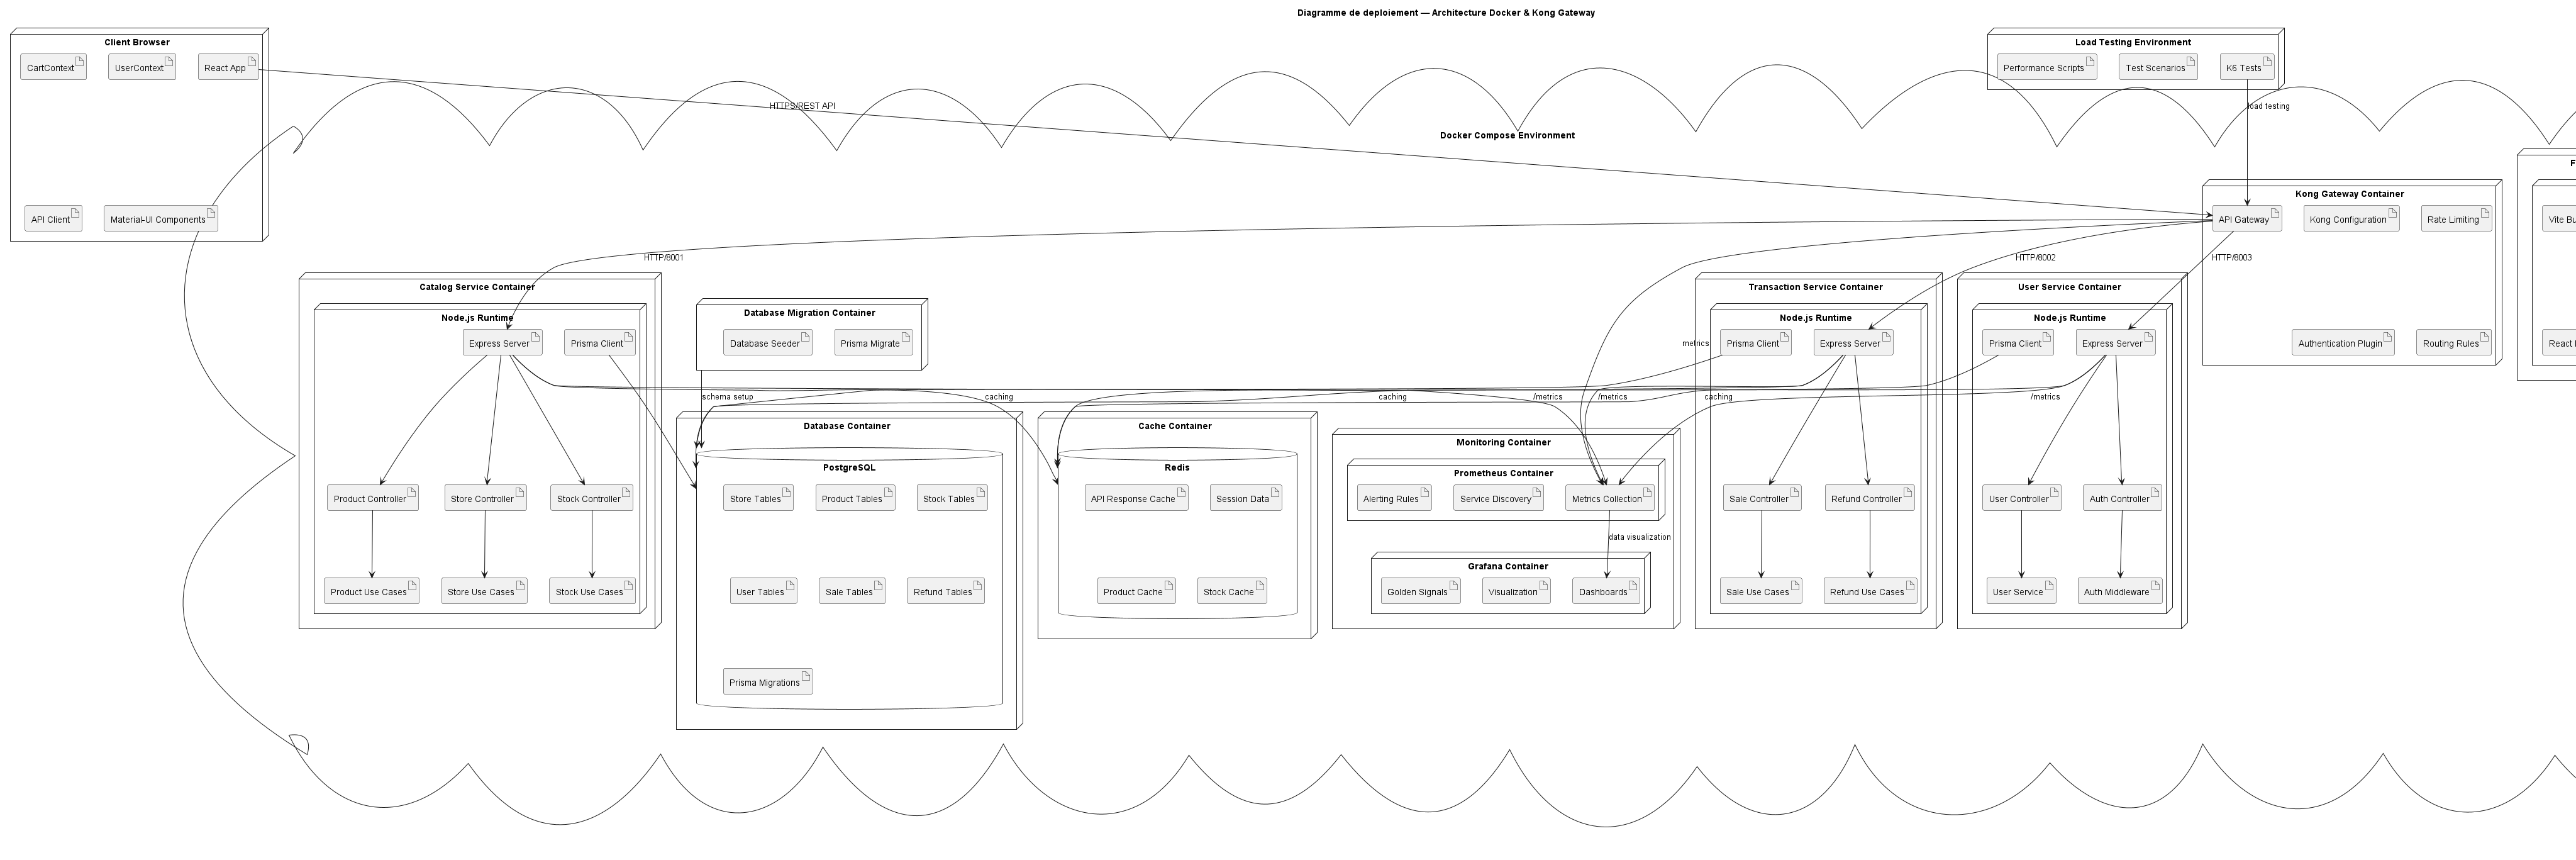 Diagramme de deploiement — Architecture Docker & Kong Gateway
Client Browser
CartContext
UserContext
React App
API Client
Material-UI Components
Load Testing Environment
Performance Scripts
Test Scenarios
K6 Tests
HTTPS/REST API
load testing
Docker Compose Environment
Kong Gateway Container
API Gateway
Kong Configuration
Rate Limiting
Authentication Plugin
Routing Rules
F
Vite Bu
React
HTTP/8001
HTTP/8002
HTTP/8003
Catalog Service Container
Node.js Runtime
Express Server
Prisma Client
Product Controller
Store Controller
Stock Controller
Product Use Cases
Store Use Cases
Stock Use Cases
Database Migration Container
Database Seeder
Prisma Migrate
schema setup
caching
caching
/metrics
/metrics
metrics
caching
/metrics
Database Container
PostgreSQL
Store Tables
Product Tables
Stock Tables
User Tables
Sale Tables
Refund Tables
Prisma Migrations
Cache Container
Redis
API Response Cache
Session Data
Product Cache
Stock Cache
Monitoring Container
Prometheus Container
Alerting Rules
Service Discovery
Metrics Collection
data visualization
Grafana Container
Golden Signals
Visualization
Dashboards
Transaction Service Container
Node.js Runtime
Prisma Client
Express Server
Sale Controller
Refund Controller
Sale Use Cases
Refund Use Cases
User Service Container
Node.js Runtime
Prisma Client
Express Server
User Controller
Auth Controller
User Service
Auth Middleware